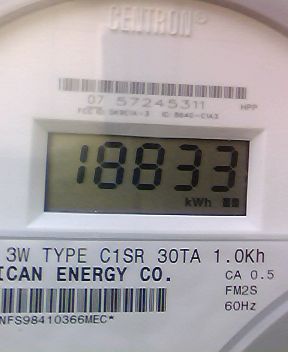 CENTRON®
07 57245311 HPP
18833
kWh
3W TYPE C1SR 30TA 1.0Kh
ICAN ENERGY CO. CA 0.5
FM2S
NFS98410366MEC* 60Hz